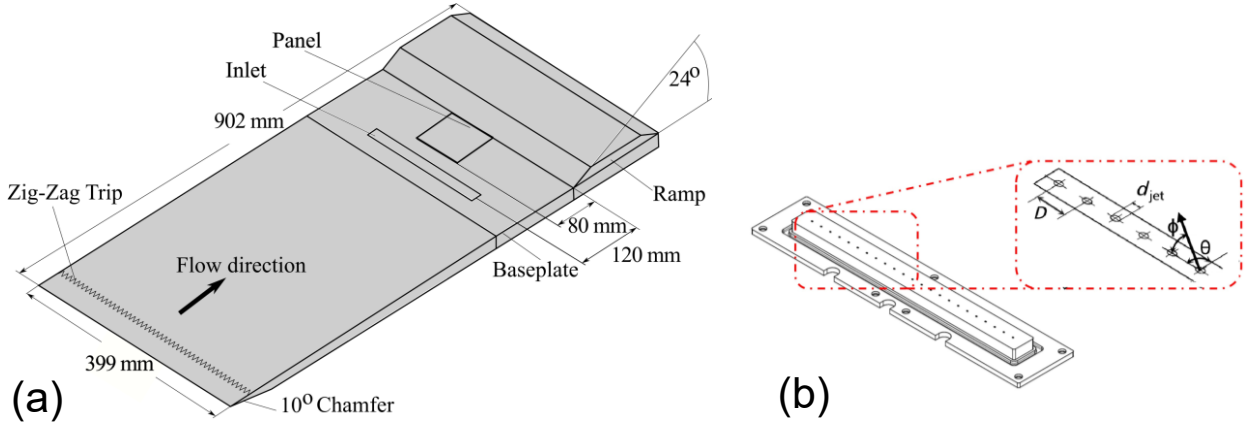 Panel
Inlet
902 mm
24°
Zig-Zag Trip
Flow direction
Ramp
80 mm
120 mm
Baseplate
399 mm
10° Chamfer
(a)
d_jet
D
ϕ
θ
(b)